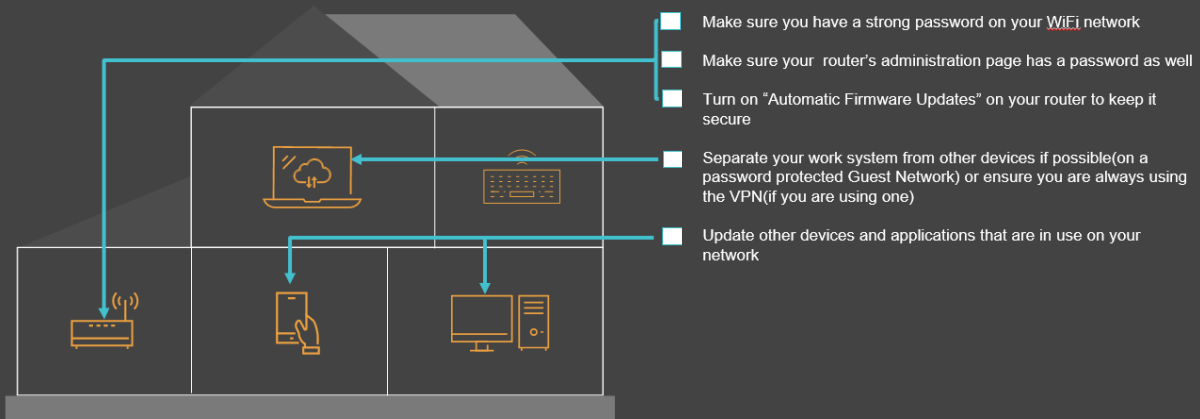 Make sure you have a strong password on your WiFi network
Make sure your  router's administration page has a password as well
Turn on “Automatic Firmware Updates” on your router to keep it
secure
Separate your work system from other devices if possible(on a
password protected Guest Network) or ensure you are always using
the VPN(if you are using one)
Update other devices and applications that are in use on your
network